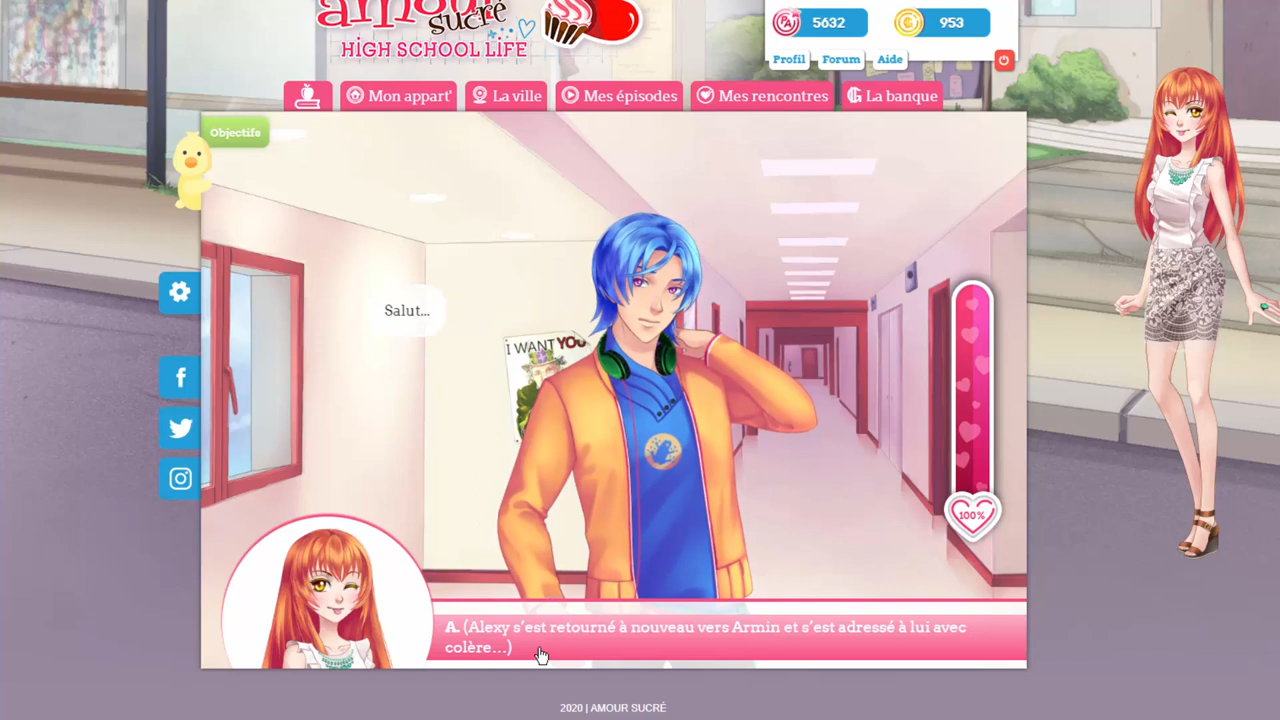 amour
sucré
HiGH SCHOOL LiFE
PA 5632
953
Profil
Forum
Aide
Mon appart'
La ville
Mes épisodes
Mes rencontres
La banque
Objectifs
Salut...
I WANT YOU
100%
A. (Alexy s'est retourné à nouveau vers Armin et s'est adressé à lui avec
colère...)
2020 | AMOUR SUCRÉ